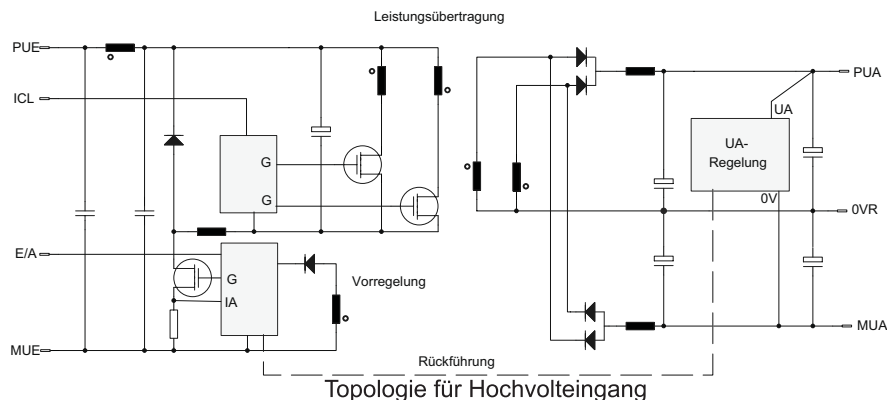 Leistungsübertragung
PUE
PUA
ICL
UA
UA-
Regelung
G
G
0V
0VR
E/A
G
Vorregelung
IA
MUA
MUE
Rückführung
Topologie für Hochvolteingang